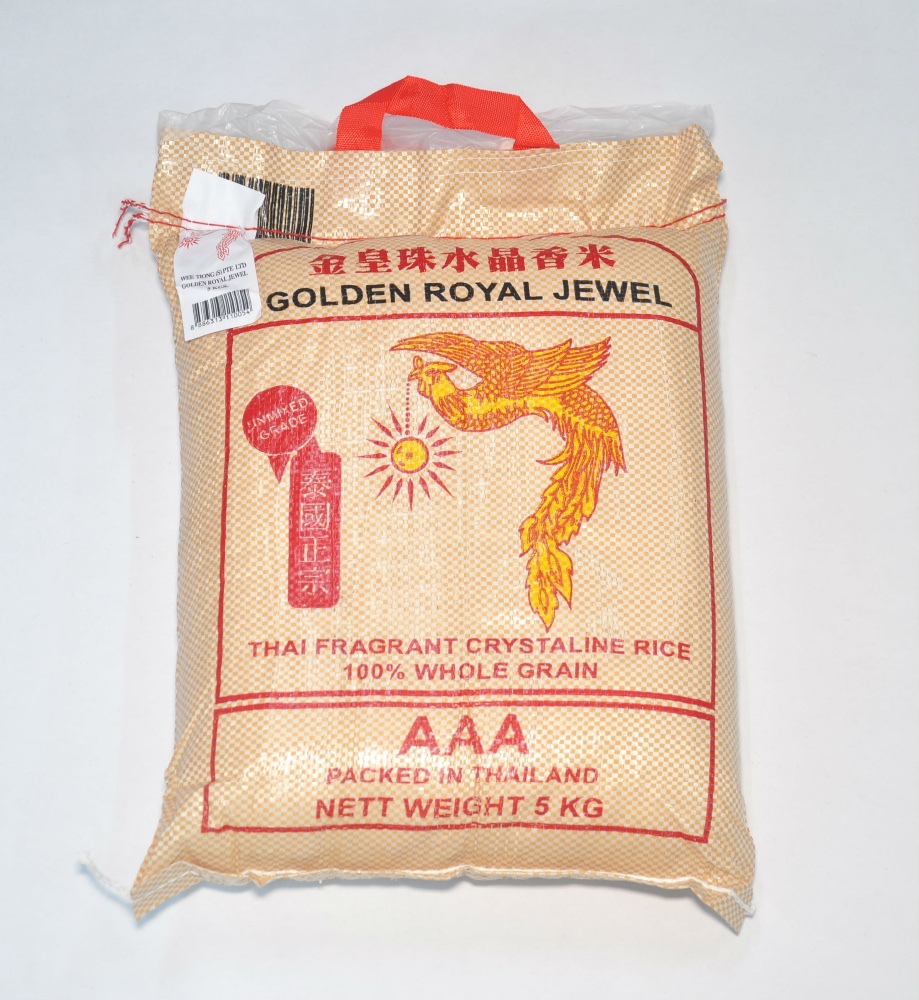 金皇珠水晶香米
GOLDEN ROYAL JEWEL
WEE TIONG (S) PTE LTD
GOLDEN ROYAL JEWEL
UNMIXED
GRADE
泰國正宗
THAI FRAGRANT CRYSTALINE RICE
100% WHOLE GRAIN
AAA
PACKED IN THAILAND
NETT WEIGHT 5 KG